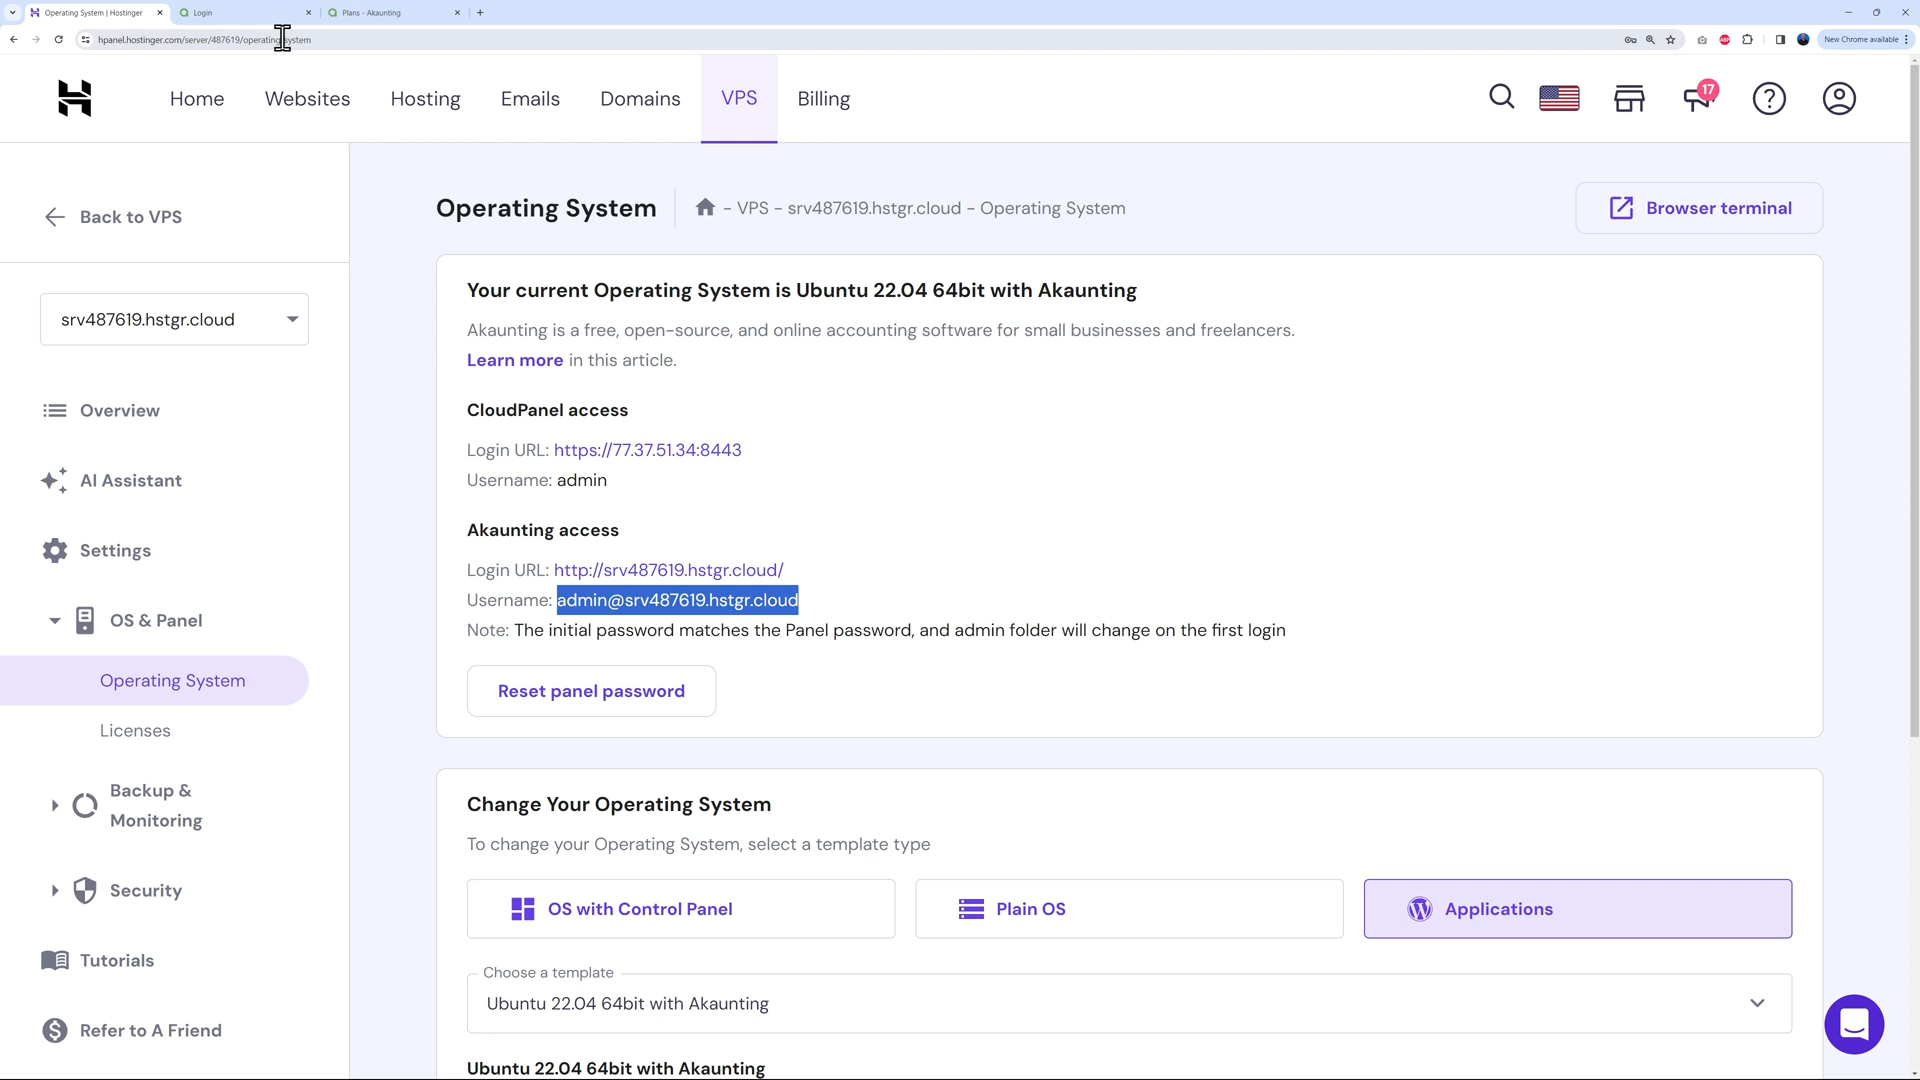 Operating System | Hostinger
Login
Plans - Akaunting
hpanel.hostinger.com/server/487619/operating-system
New Chrome available
Home
Websites
Hosting
Emails
Domains
VPS
Billing
17
Back to VPS
srv487619.hstgr.cloud
Overview
AI Assistant
Settings
OS & Panel
Operating System
Licenses
Backup &
Monitoring
Security
Tutorials
Refer to A Friend
Operating System
– VPS – srv487619.hstgr.cloud – Operating System
Browser terminal
Your current Operating System is Ubuntu 22.04 64bit with Akaunting
Akaunting is a free, open-source, and online accounting software for small businesses and freelancers.
Learn more in this article.
CloudPanel access
Login URL: https://77.37.51.34:8443
Username: admin
Akaunting access
Login URL: http://srv487619.hstgr.cloud/
Username: admin@srv487619.hstgr.cloud
Note: The initial password matches the Panel password, and admin folder will change on the first login
Reset panel password
Change Your Operating System
To change your Operating System, select a template type
OS with Control Panel
Plain OS
Applications
Choose a template
Ubuntu 22.04 64bit with Akaunting
Ubuntu 22.04 64bit with Akaunting